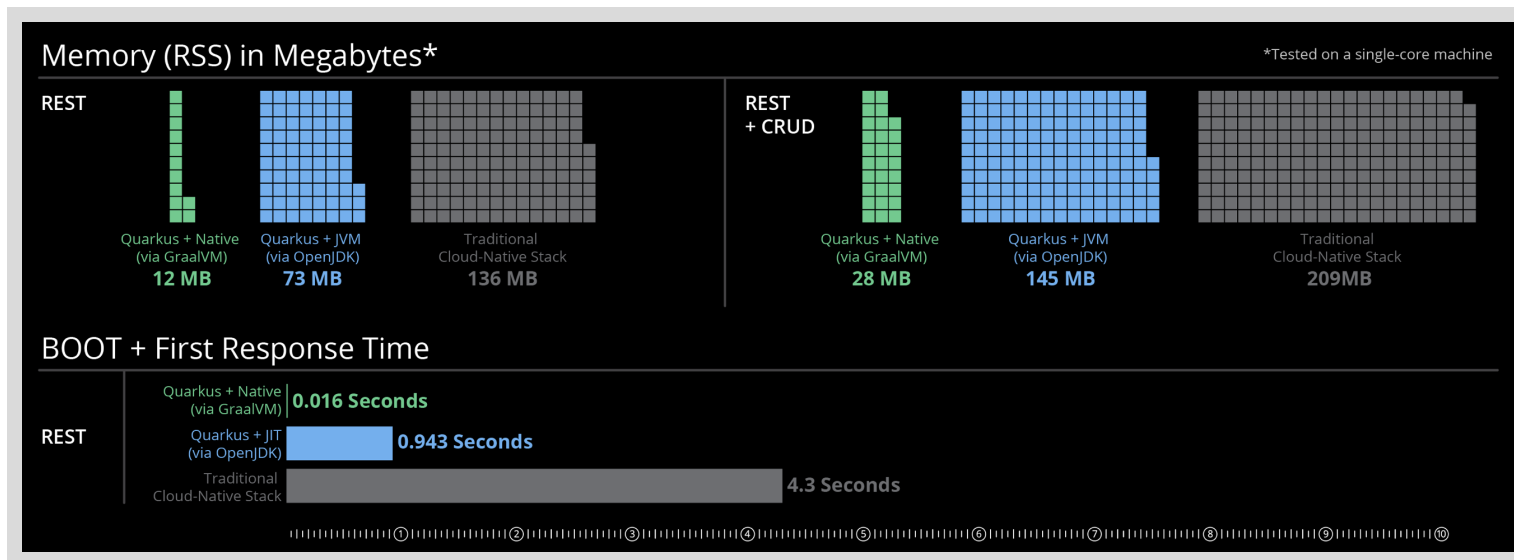 Memory (RSS) in Megabytes*
*Tested on a single-core machine
REST
Quarkus + Native
(via GraalVM)
12 MB
Quarkus + JVM
(via OpenJDK)
73 MB
Traditional
Cloud-Native Stack
136 MB
REST
+ CRUD
Quarkus + Native
(via GraalVM)
28 MB
Quarkus + JVM
(via OpenJDK)
145 MB
Traditional
Cloud-Native Stack
209MB
BOOT + First Response Time
REST
Quarkus + Native
(via GraalVM)
0.016 Seconds
Quarkus + JIT
(via OpenJDK)
0.943 Seconds
Traditional
Cloud-Native Stack
4.3 Seconds
1 2 3 4 5 6 7 8 9 10